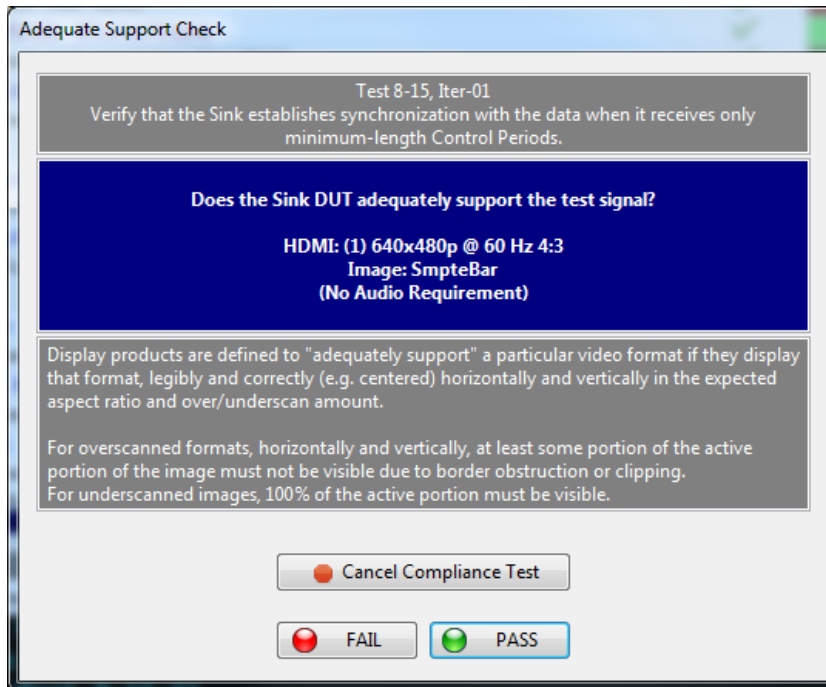 Adequate Support Check
Test 8-15, Iter-01
Verify that the Sink establishes synchronization with the data when it receives only
minimum-length Control Periods.
Does the Sink DUT adequately support the test signal?
HDMI: (1) 640x480p @ 60 Hz 4:3
Image: SmpteBar
(No Audio Requirement)
Display products are defined to "adequately support" a particular video format if they display
that format, legibly and correctly (e.g. centered) horizontally and vertically in the expected
aspect ratio and over/underscan amount.
For overscanned formats, horizontally and vertically, at least some portion of the active
portion of the image must not be visible due to border obstruction or clipping.
For underscanned images, 100% of the active portion must be visible.
Cancel Compliance Test
FAIL PASS